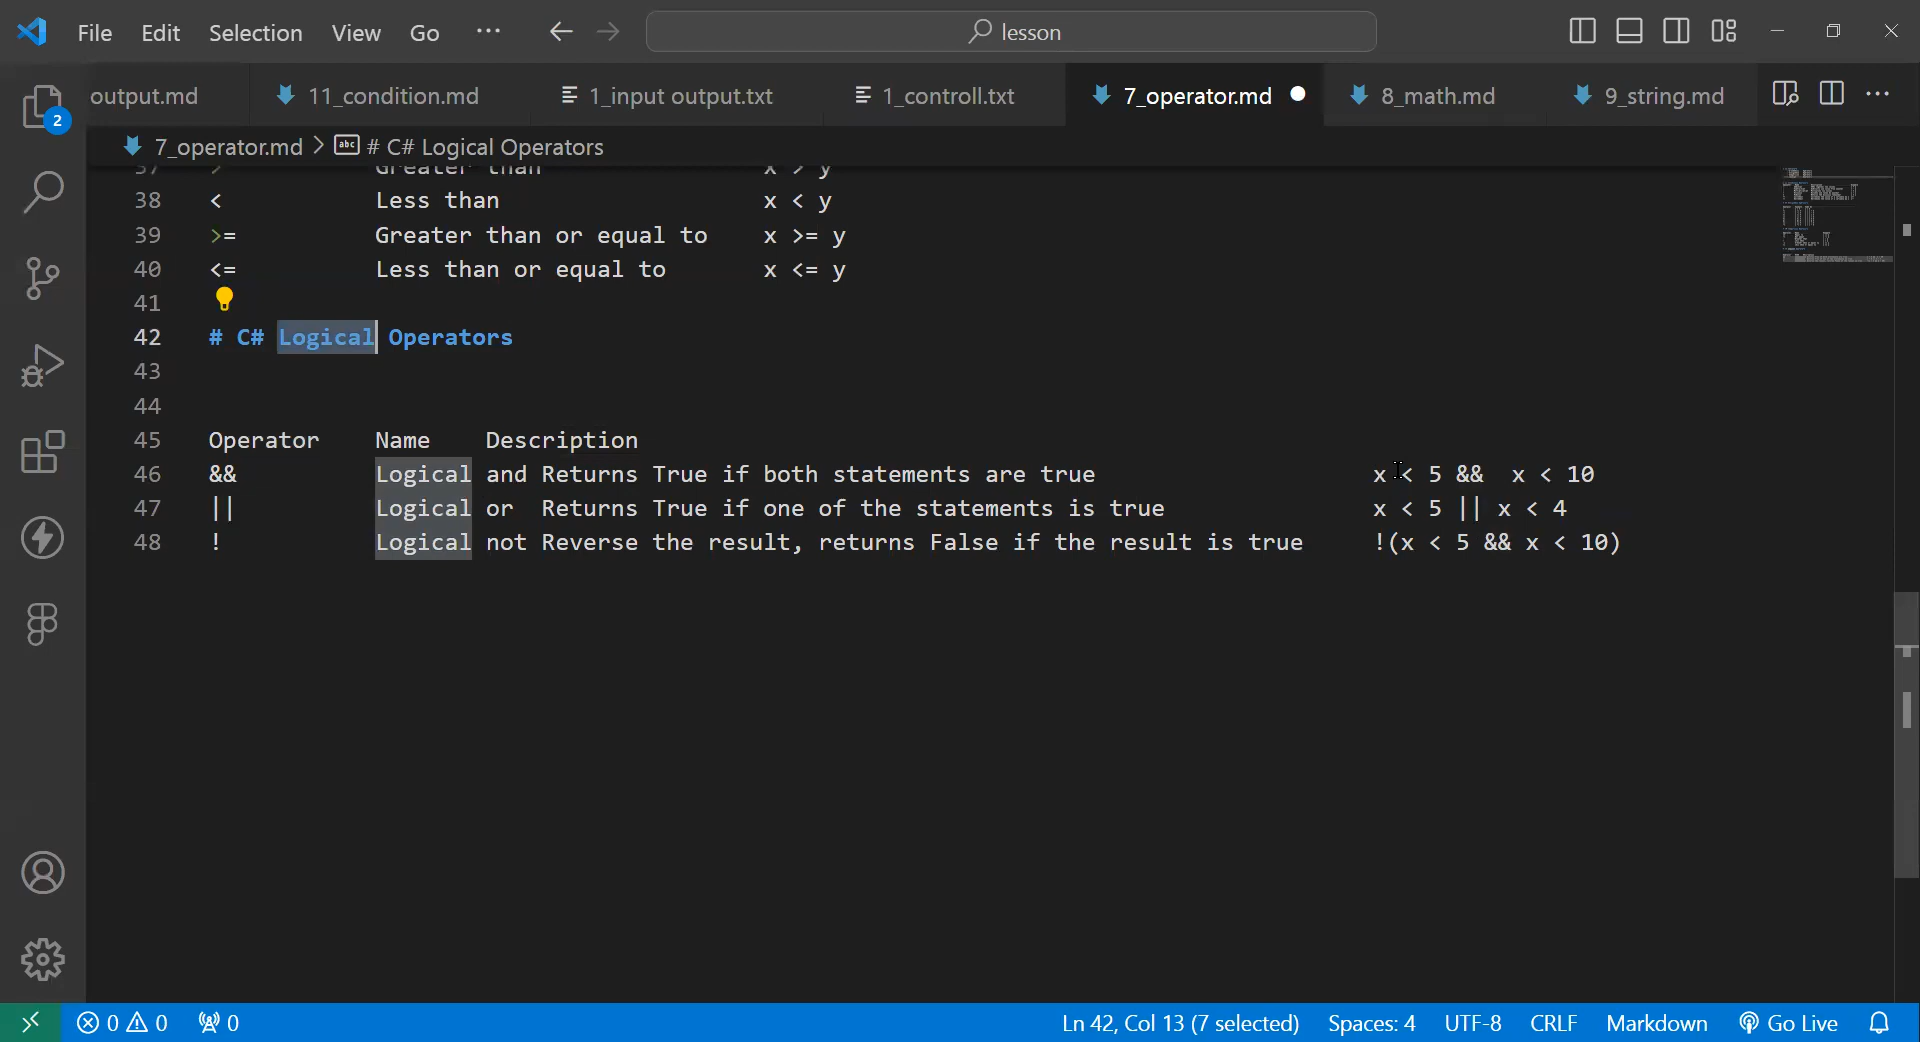 File Edit Selection View Go ··· lesson
output.md 11_condition.md 1_input output.txt 1_controll.txt 7_operator.md 8_math.md 9_string.md ···
7_operator.md > abc # C# Logical Operators
37 > Greater than x > y
38 < Less than x < y
39 >= Greater than or equal to x >= y
40 <= Less than or equal to x <= y
41
42 # C# Logical Operators
43
44
45 Operator Name Description
46 && Logical and Returns True if both statements are true x < 5 && x < 10
47 || Logical or Returns True if one of the statements is true x < 5 || x < 4
48 ! Logical not Reverse the result, returns False if the result is true !(x < 5 && x < 10)
2
0 0 0 Ln 42, Col 13 (7 selected) Spaces: 4 UTF-8 CRLF Markdown Go Live